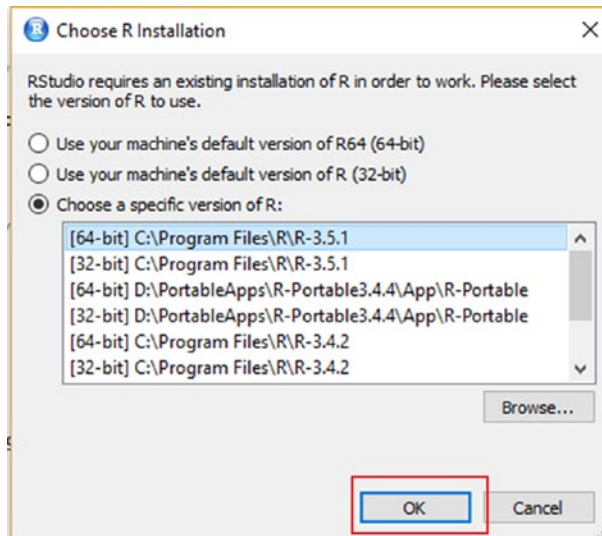 Choose R Installation
RStudio requires an existing installation of R in order to work. Please select
the version of R to use.
Use your machine's default version of R64 (64-bit)
Use your machine's default version of R (32-bit)
Choose a specific version of R:
[64-bit] C:\Program Files\R\R-3.5.1
[32-bit] C:\Program Files\R\R-3.5.1
[64-bit] D:\PortableApps\R-Portable3.4.4\App\R-Portable
[32-bit] D:\PortableApps\R-Portable3.4.4\App\R-Portable
[64-bit] C:\Program Files\R\R-3.4.2
[32-bit] C:\Program Files\R\R-3.4.2
Browse...
OK Cancel